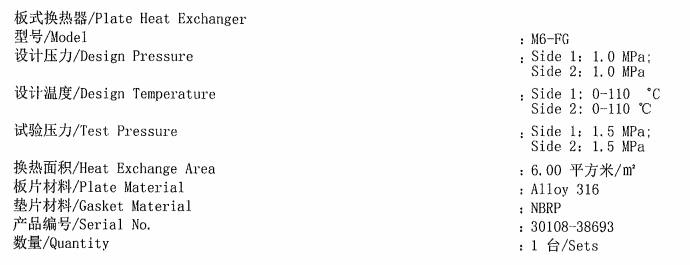 板式换热器/Plate Heat Exchanger
型号/Model : M6-FG
设计压力/Design Pressure : Side 1: 1.0 MPa;
Side 2: 1.0 MPa
设计温度/Design Temperature : Side 1: 0-110 °C
Side 2: 0-110 ℃
试验压力/Test Pressure : Side 1: 1.5 MPa;
Side 2: 1.5 MPa
换热面积/Heat Exchange Area : 6.00 平方米/㎡
板片材料/Plate Material : Alloy 316
垫片材料/Gasket Material : NBRP
产品编号/Serial No. : 30108-38693
数量/Quantity : 1 台/Sets